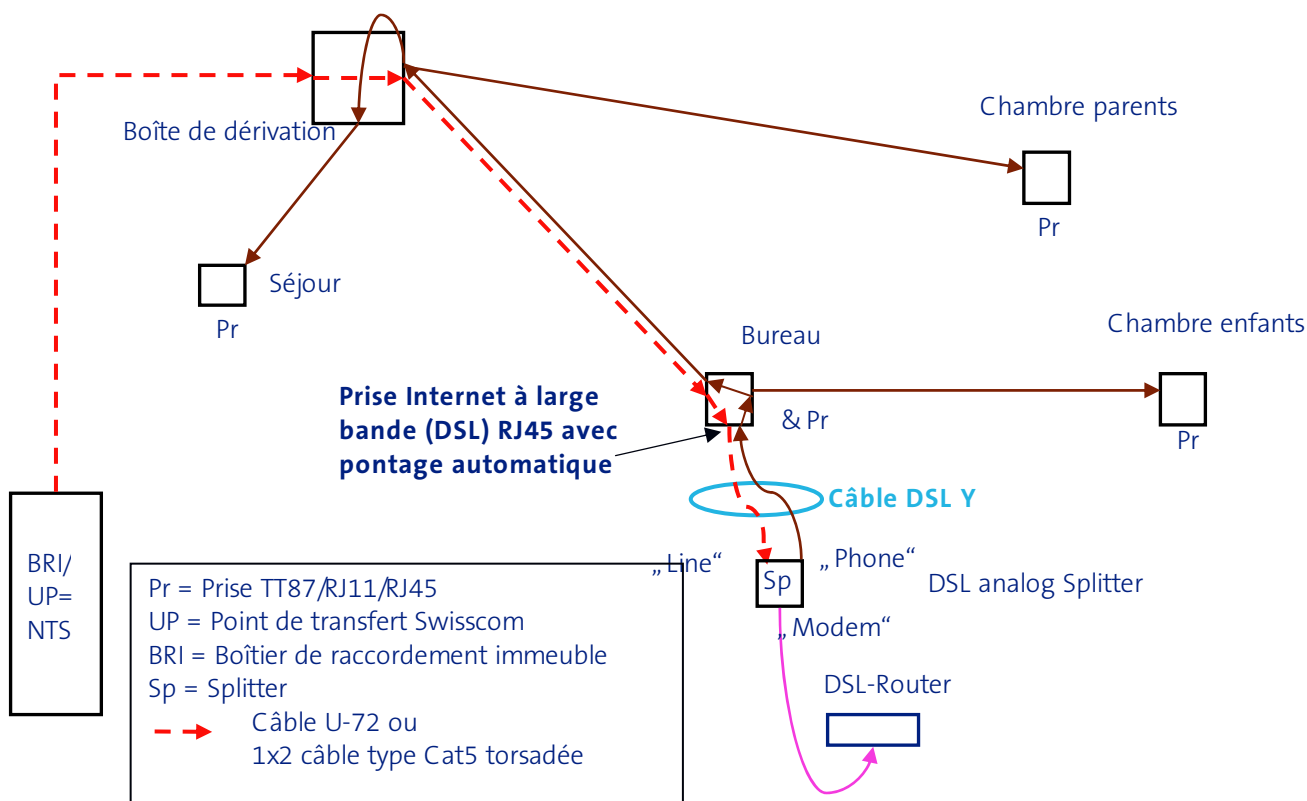 Boîte de dérivation
Chambre parents
Pr
Séjour
Pr
Bureau
Chambre enfants
Prise Internet à large
bande (DSL) RJ45 avec
pontage automatique
& Pr
Pr
Câble DSL Y
BRI/
UP=
NTS
„Line“
„Phone“
Sp
DSL analog Splitter
„Modem“
DSL-Router
Pr = Prise TT87/RJ11/RJ45
UP = Point de transfert Swisscom
BRI = Boîtier de raccordement immeuble
Sp = Splitter
Câble U-72 ou
1x2 câble type Cat5 torsadée